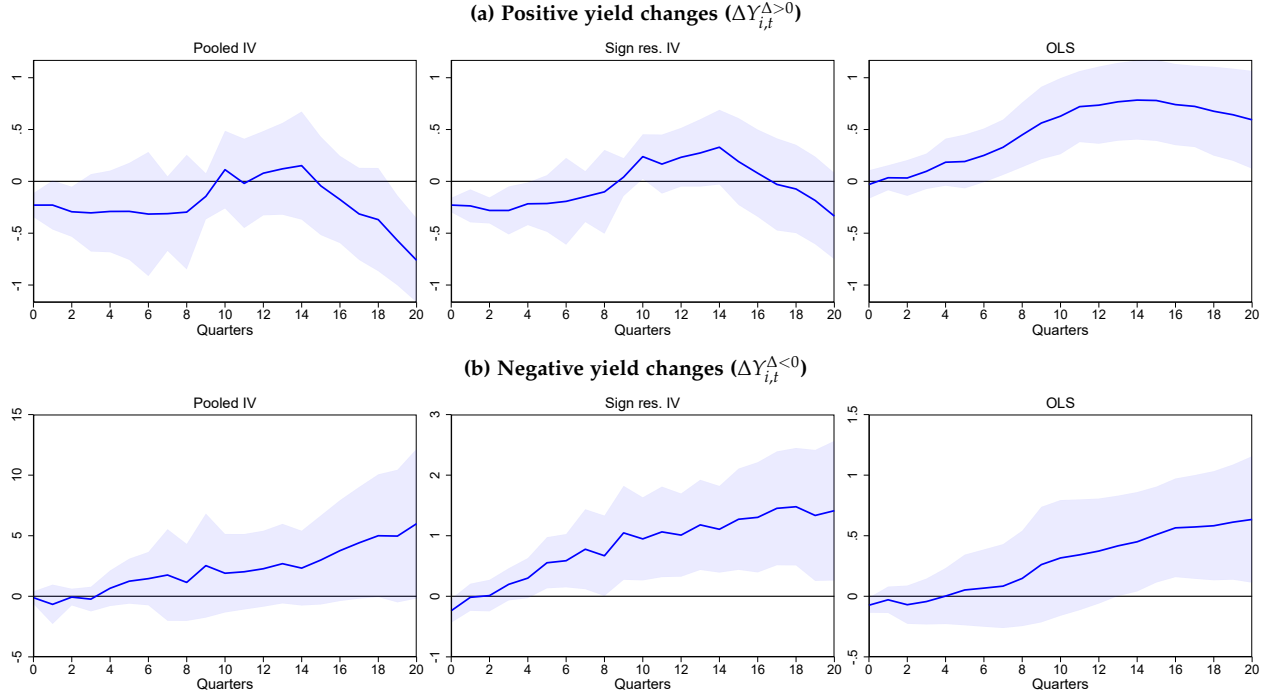 (a) Positive yield changes (ΔY_{i,t}^{Δ>0})
Pooled IV
1
.5
0
-.5
-1
0 2 4 6 8 10 12 14 16 18 20
Quarters
Sign res. IV
1
.5
0
-.5
-1
0 2 4 6 8 10 12 14 16 18 20
Quarters
OLS
1
.5
0
-.5
-1
0 2 4 6 8 10 12 14 16 18 20
Quarters
(b) Negative yield changes (ΔY_{i,t}^{Δ<0})
Pooled IV
15
10
5
0
-5
0 2 4 6 8 10 12 14 16 18 20
Quarters
Sign res. IV
3
2
1
0
-1
0 2 4 6 8 10 12 14 16 18 20
Quarters
OLS
1.5
1
.5
0
-.5
0 2 4 6 8 10 12 14 16 18 20
Quarters